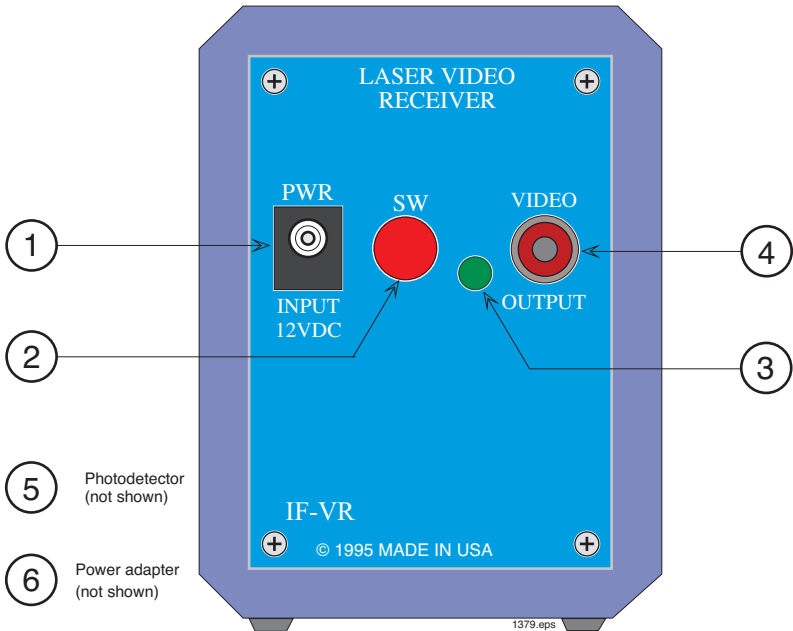 LASER VIDEO
RECEIVER
PWR
SW
VIDEO
1
4
INPUT
12VDC
OUTPUT
2
3
5
Photodetector
(not shown)
IF-VR
© 1995 MADE IN USA
6
Power adapter
(not shown)
1379.eps